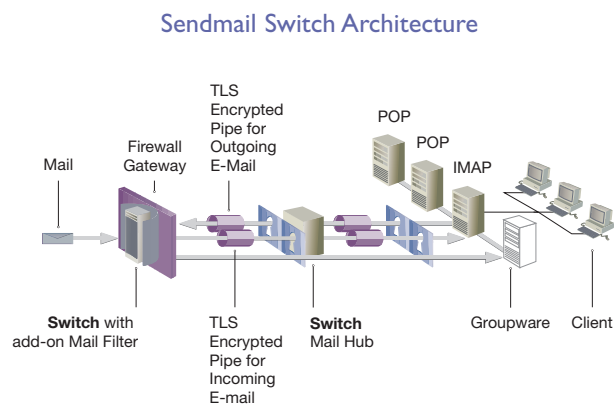 Sendmail Switch Architecture
TLS
Encrypted
Pipe for
Outgoing
E-Mail
POP
POP
IMAP
Firewall
Gateway
Mail
Switch with
add-on Mail Filter
TLS
Encrypted
Pipe for
Incoming
E-mail
Switch
Mail Hub
Groupware
Client